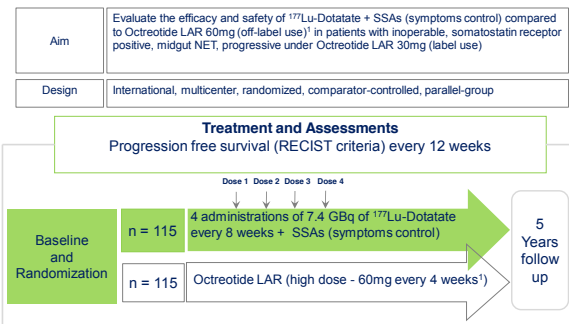 Aim
Evaluate the efficacy and safety of ¹⁷⁷Lu-Dotatate + SSAs (symptoms control) compared
to Octreotide LAR 60mg (off-label use)¹ in patients with inoperable, somatostatin receptor
positive, midgut NET, progressive under Octreotide LAR 30mg (label use)
Design
International, multicenter, randomized, comparator-controlled, parallel-group
Treatment and Assessments
Progression free survival (RECIST criteria) every 12 weeks
Dose 1 Dose 2 Dose 3 Dose 4
Baseline
and
Randomization
n = 115
4 administrations of 7.4 GBq of ¹⁷⁷Lu-Dotatate
every 8 weeks + SSAs (symptoms control)
n = 115
Octreotide LAR (high dose - 60mg every 4 weeks¹)
5
Years
follow
up